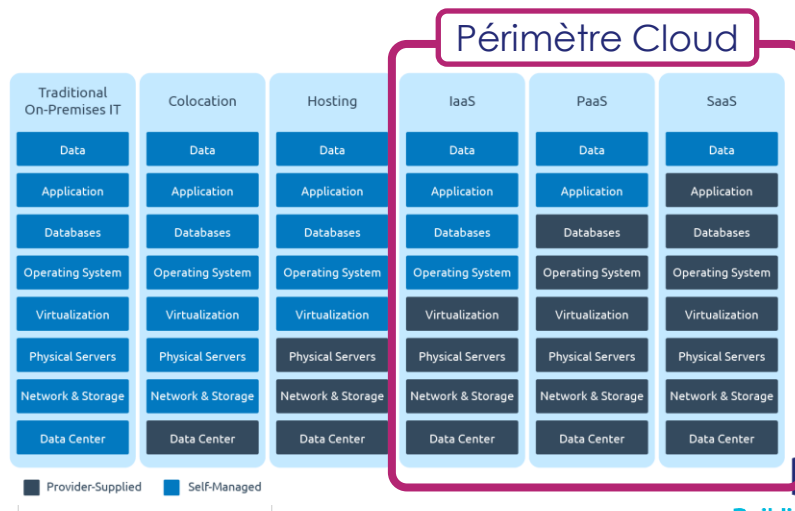 Périmètre Cloud
Traditional
On-Premises IT
Colocation
Hosting
IaaS
PaaS
SaaS
Data
Data
Data
Data
Data
Data
Application
Application
Application
Application
Application
Application
Databases
Databases
Databases
Databases
Databases
Databases
Operating System
Operating System
Operating System
Operating System
Operating System
Operating System
Virtualization
Virtualization
Virtualization
Virtualization
Virtualization
Virtualization
Physical Servers
Physical Servers
Physical Servers
Physical Servers
Physical Servers
Physical Servers
Network & Storage
Network & Storage
Network & Storage
Network & Storage
Network & Storage
Network & Storage
Data Center
Data Center
Data Center
Data Center
Data Center
Data Center
Provider-Supplied
Self-Managed